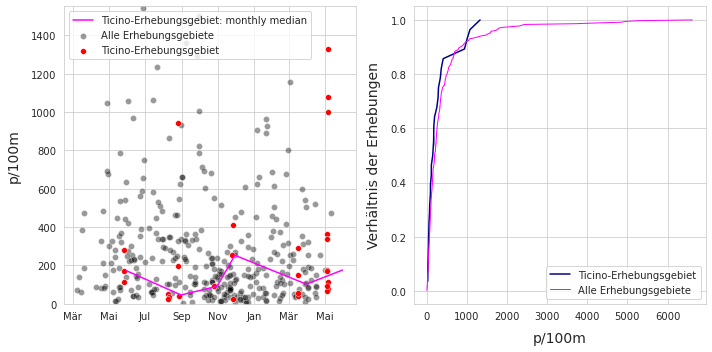 Ticino-Erhebungsgebiet: monthly median
Alle Erhebungsgebiete
Ticino-Erhebungsgbiet
p/100m
1400
1200
1000
800
600
400
200
0
Mär
Mai
Jul
Sep
Nov
Jan
Mär
Mai
Verhältnis der Erhebungen
1.0
0.8
0.6
0.4
0.2
0.0
Ticino-Erhebungsgebiet
Alle Erhebungsgebiete
0
1000
2000
3000
4000
5000
6000
p/100m